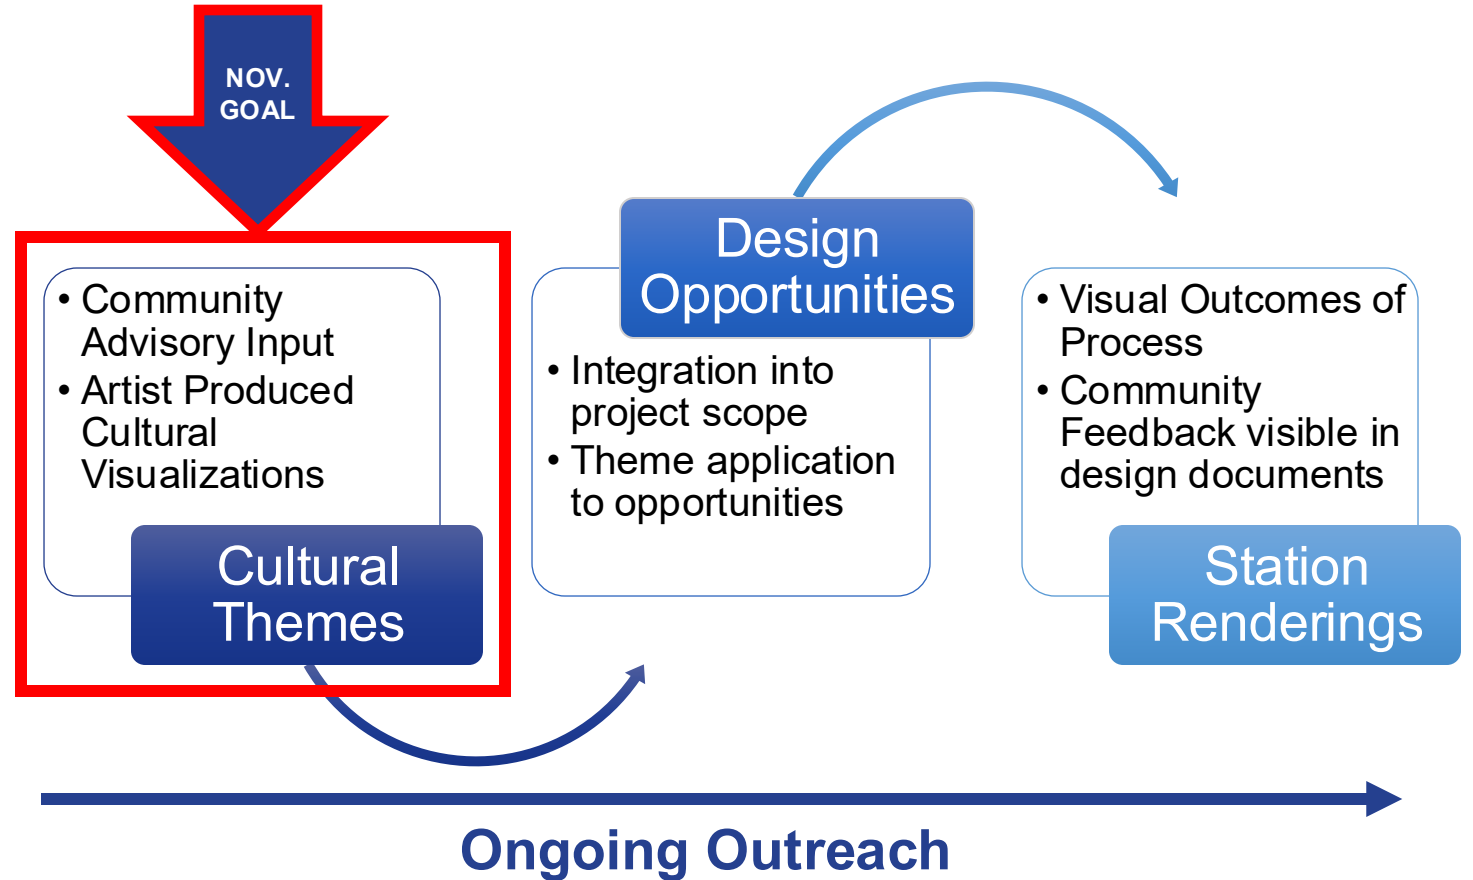 NOV.
GOAL
• Community
Advisory Input
• Artist Produced
Cultural
Visualizations
Cultural
Themes
Design
Opportunities
• Integration into
project scope
• Theme application
to opportunities
• Visual Outcomes of
Process
• Community
Feedback visible in
design documents
Station
Renderings
Ongoing Outreach